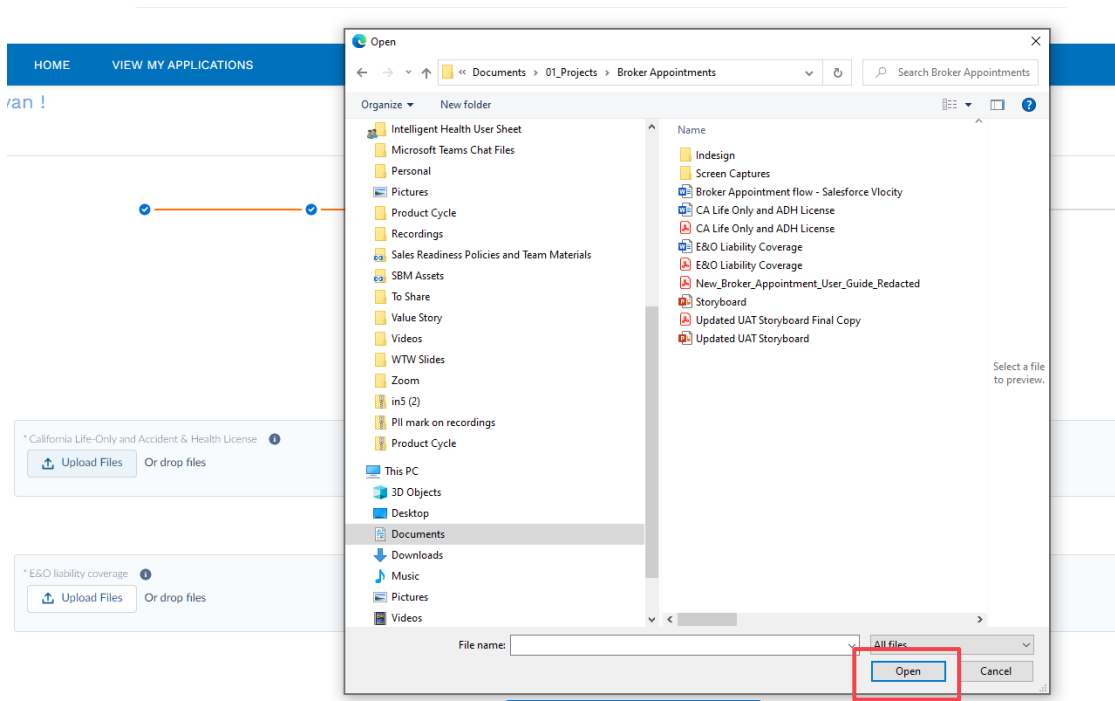 Open
HOME VIEW MY APPLICATIONS
« Documents › 01_Projects › Broker Appointments
Search Broker Appointments
van !
Organize New folder
Intelligent Health User Sheet
Microsoft Teams Chat Files
Personal
Pictures
Product Cycle
Recordings
Sales Readiness Policies and Team Materials
SBM Assets
To Share
Value Story
Videos
WTW Slides
Zoom
in5 (2)
PII mark on recordings
Product Cycle
This PC
3D Objects
Desktop
Documents
Downloads
Music
Pictures
Videos
Name
Indesign
Screen Captures
Broker Appointment flow - Salesforce Vlocity
CA Life Only and ADH License
CA Life Only and ADH License
E&O Liability Coverage
E&O Liability Coverage
New_Broker_Appointment_User_Guide_Redacted
Storyboard
Updated UAT Storyboard Final Copy
Updated UAT Storyboard
Select a file
to preview.
* California Life-Only and Accident & Health License
Upload Files Or drop files
* E&O liability coverage
Upload Files Or drop files
File name:
All files
Open Cancel